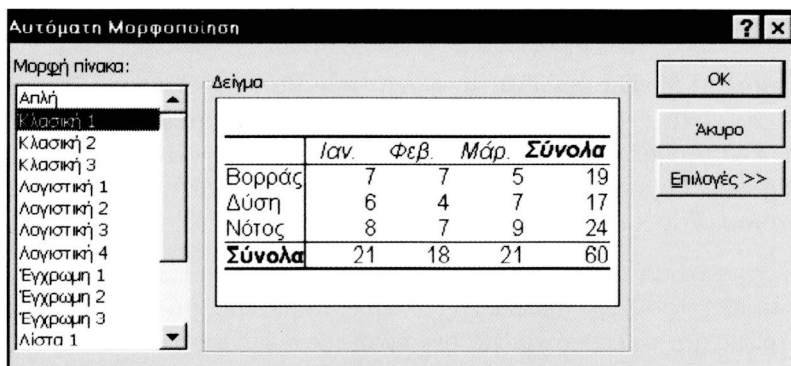 Αυτόματη Μορφοποίηση
Μορφή πίνακα:
Απλή
Κλασική 1
Κλασική 2
Κλασική 3
Λογιστική 1
Λογιστική 2
Λογιστική 3
Λογιστική 4
Έγχρωμη 1
Έγχρωμη 2
Έγχρωμη 3
Λίστα 1
Δείγμα
Ιαν. Φεβ. Μάρ. Σύνολα
Βορράς 7 7 5 19
Δύση 6 4 7 17
Νότος 8 7 9 24
Σύνολα 21 18 21 60
OK
Άκυρο
Επιλογές >>